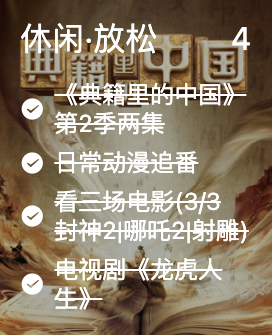 休闲·放松 4
典籍里中国
《典籍里的中国》
第2季两集
日常动漫追番
看三场电影(3/3
封神2|哪吒2|射雕)
电视剧《龙虎人
生》